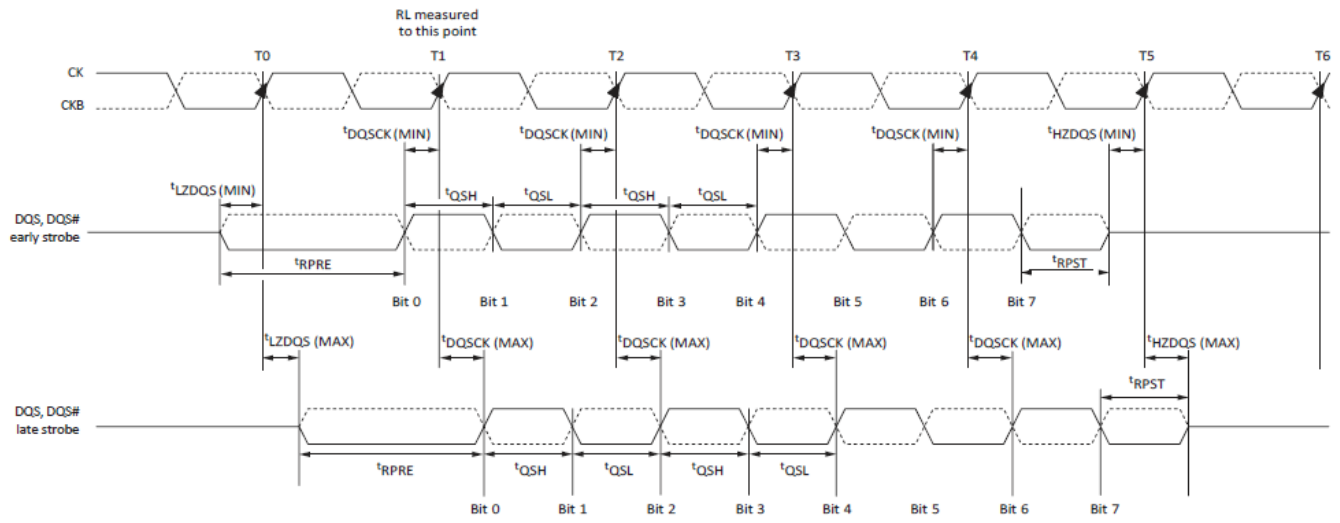 RL measured
to this point
T0 T1 T2 T3 T4 T5 T6
CK
CKB
tDQSCK (MIN) tDQSCK (MIN) tDQSCK (MIN) tDQSCK (MIN) tHZDQS (MIN)
tLZDQS (MIN)
tQSH tQSL tQSH tQSL
DQS, DQS#
early strobe
tRPRE tRPST
Bit 0 Bit 1 Bit 2 Bit 3 Bit 4 Bit 5 Bit 6 Bit 7
tLZDQS (MAX) tDQSCK (MAX) tDQSCK (MAX) tDQSCK (MAX) tDQSCK (MAX) tHZDQS (MAX)
tRPST
DQS, DQS#
late strobe
tRPRE tQSH tQSL tQSH tQSL
Bit 0 Bit 1 Bit 2 Bit 3 Bit 4 Bit 5 Bit 6 Bit 7